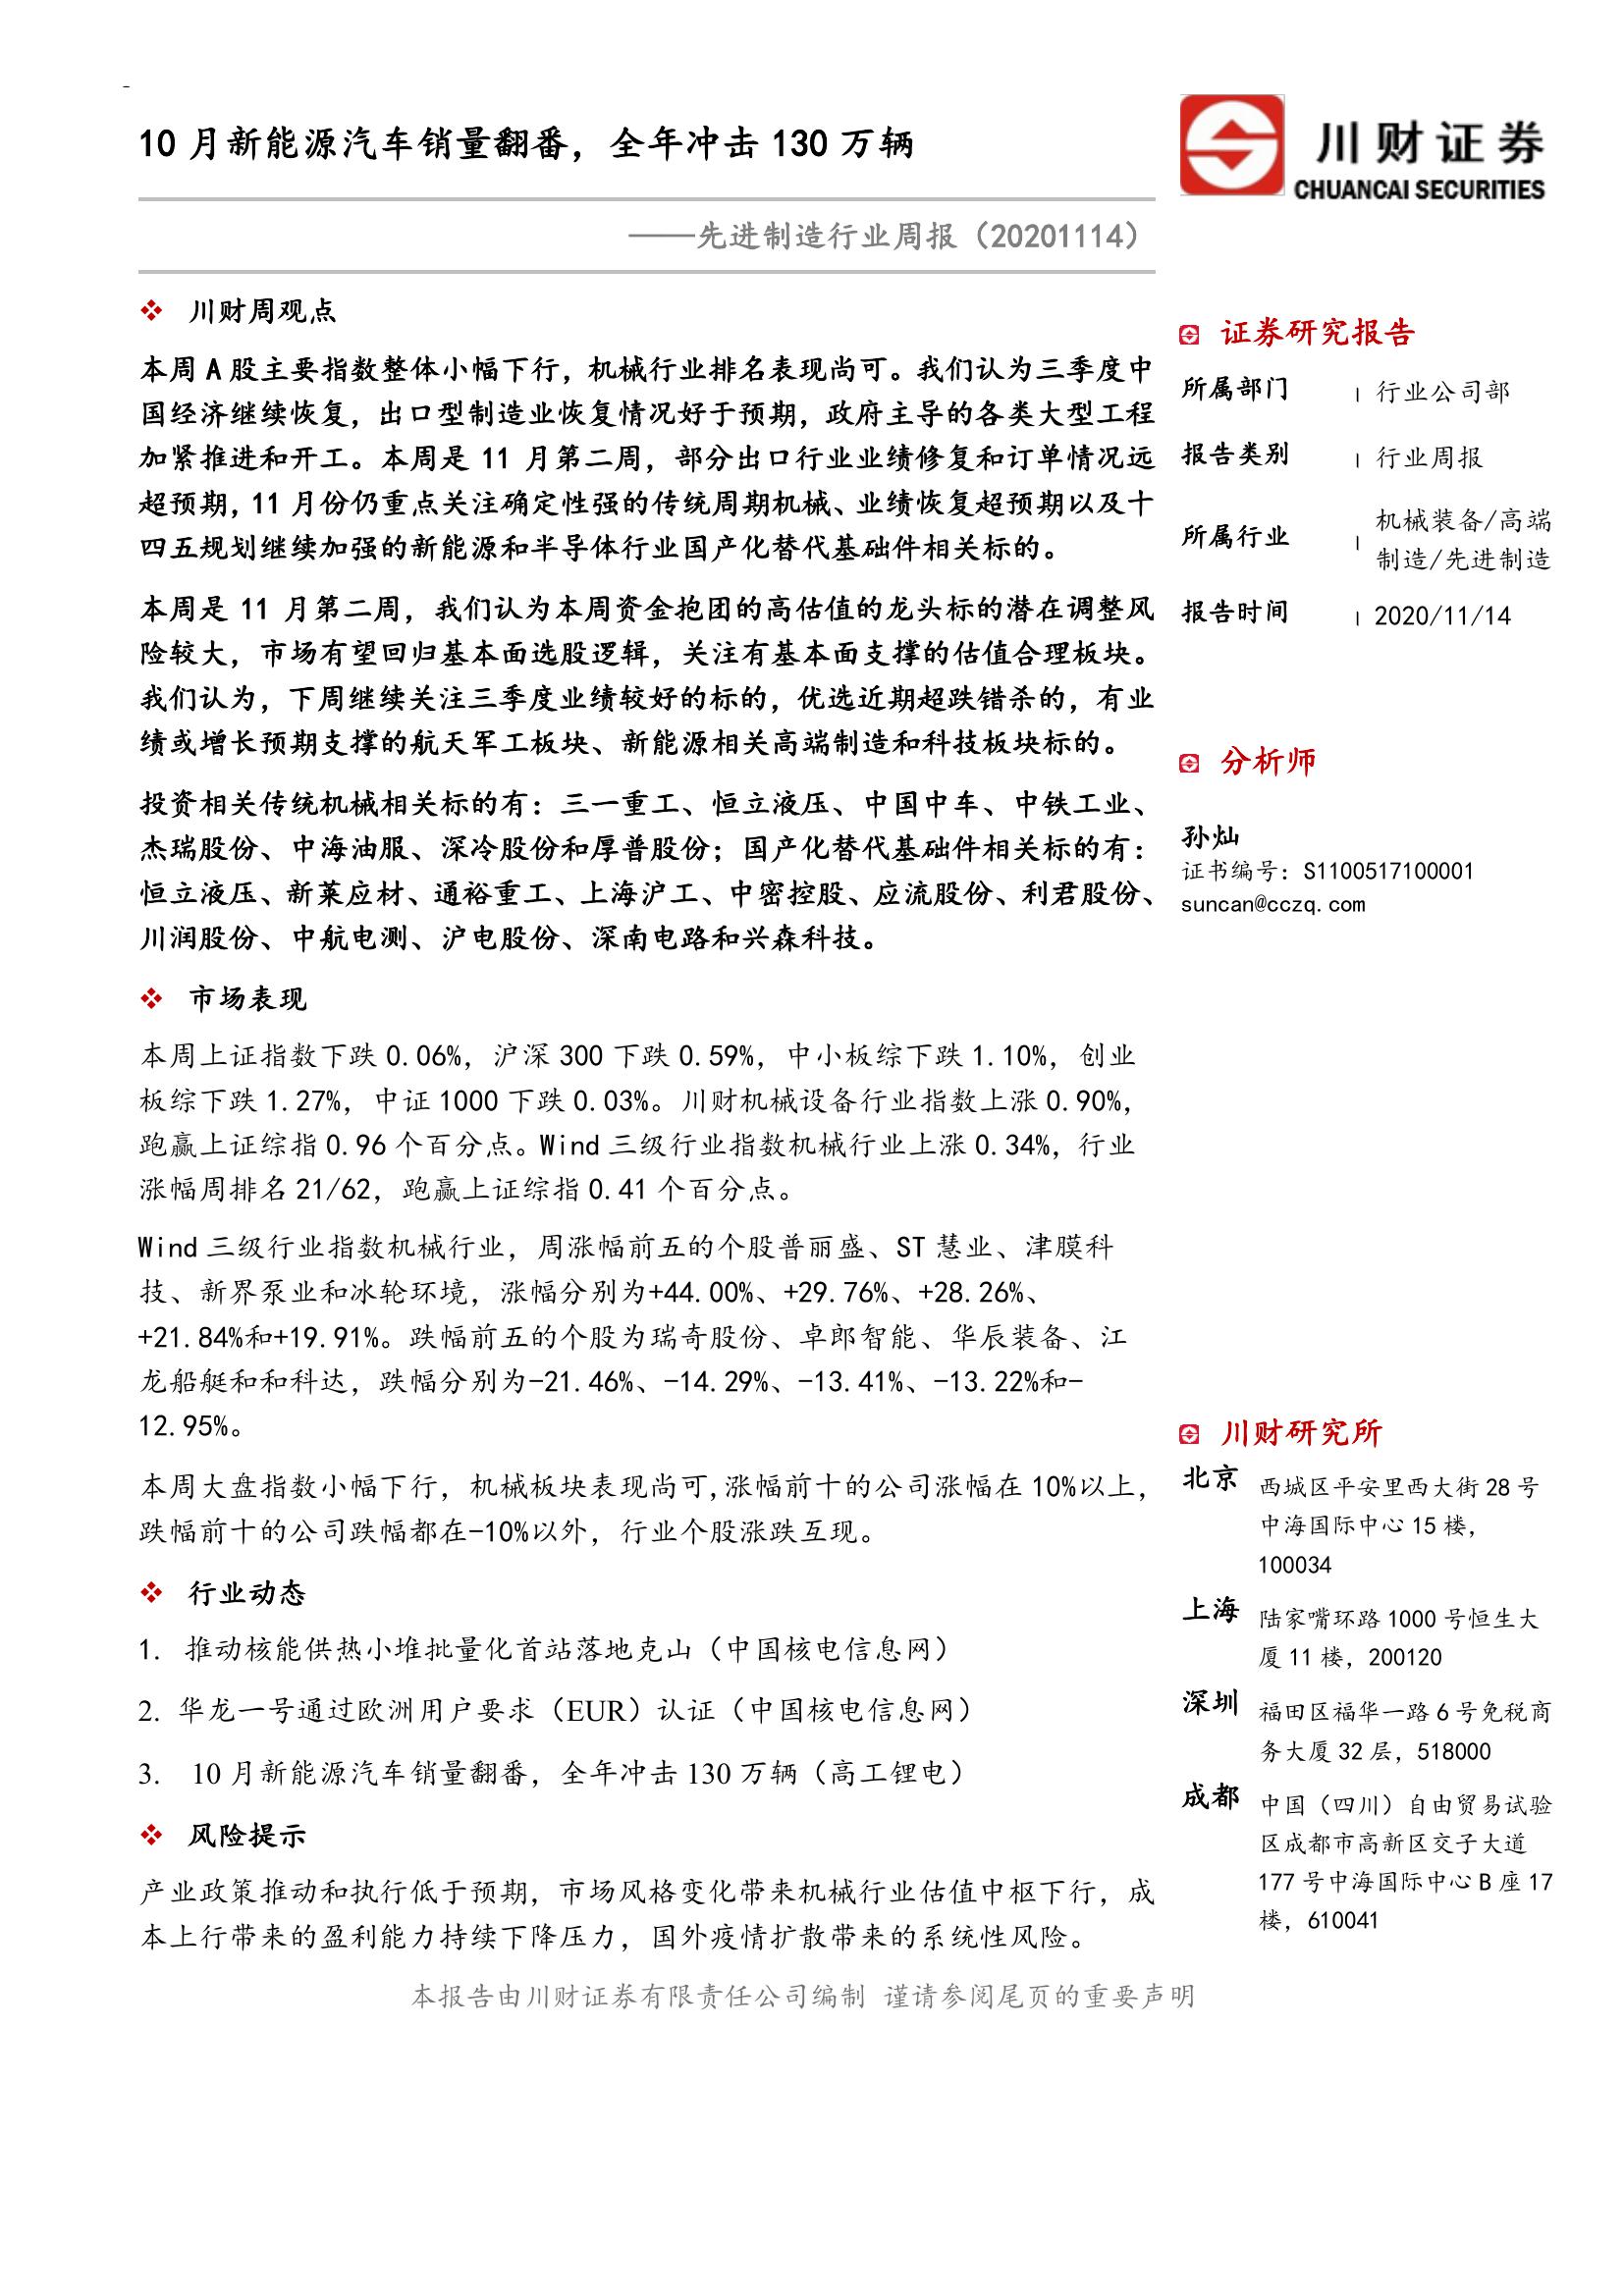 -
10 月新能源汽车销量翻番，全年冲击 130 万辆
——先进制造行业周报（20201114）
川财证券
CHUANCAI SECURITIES
川财周观点
本周 A 股主要指数整体小幅下行，机械行业排名表现尚可。我们认为三季度中
国经济继续恢复，出口型制造业恢复情况好于预期，政府主导的各类大型工程
加紧推进和开工。本周是 11 月第二周，部分出口行业业绩修复和订单情况远
超预期，11 月份仍重点关注确定性强的传统周期机械、业绩恢复超预期以及十
四五规划继续加强的新能源和半导体行业国产化替代基础件相关标的。
本周是 11 月第二周，我们认为本周资金抱团的高估值的龙头标的潜在调整风
险较大，市场有望回归基本面选股逻辑，关注有基本面支撑的估值合理板块。
我们认为，下周继续关注三季度业绩较好的标的，优选近期超跌错杀的，有业
绩或增长预期支撑的航天军工板块、新能源相关高端制造和科技板块标的。
投资相关传统机械相关标的有：三一重工、恒立液压、中国中车、中铁工业、
杰瑞股份、中海油服、深冷股份和厚普股份；国产化替代基础件相关标的有：
恒立液压、新莱应材、通裕重工、上海沪工、中密控股、应流股份、利君股份、
川润股份、中航电测、沪电股份、深南电路和兴森科技。
市场表现
本周上证指数下跌 0.06%，沪深 300 下跌 0.59%，中小板综下跌 1.10%，创业
板综下跌 1.27%，中证 1000 下跌 0.03%。川财机械设备行业指数上涨 0.90%，
跑赢上证综指 0.96 个百分点。Wind 三级行业指数机械行业上涨 0.34%，行业
涨幅周排名 21/62，跑赢上证综指 0.41 个百分点。
Wind 三级行业指数机械行业，周涨幅前五的个股普丽盛、ST 慧业、津膜科
技、新界泵业和冰轮环境，涨幅分别为+44.00%、+29.76%、+28.26%、
+21.84%和+19.91%。跌幅前五的个股为瑞奇股份、卓郎智能、华辰装备、江
龙船艇和和科达，跌幅分别为-21.46%、-14.29%、-13.41%、-13.22%和-
12.95%。
本周大盘指数小幅下行，机械板块表现尚可,涨幅前十的公司涨幅在 10%以上，
跌幅前十的公司跌幅都在-10%以外，行业个股涨跌互现。
行业动态
1. 推动核能供热小堆批量化首站落地克山（中国核电信息网）
2. 华龙一号通过欧洲用户要求（EUR）认证（中国核电信息网）
3. 10 月新能源汽车销量翻番，全年冲击 130 万辆（高工锂电）
风险提示
产业政策推动和执行低于预期，市场风格变化带来机械行业估值中枢下行，成
本上行带来的盈利能力持续下降压力，国外疫情扩散带来的系统性风险。
证券研究报告
所属部门 | 行业公司部
报告类别 | 行业周报
所属行业 | 机械装备/高端
制造/先进制造
报告时间 | 2020/11/14
分析师
孙灿
证书编号：S1100517100001
suncan@cczq.com
川财研究所
北京 西城区平安里西大街 28 号
中海国际中心 15 楼，
100034
上海 陆家嘴环路 1000 号恒生大
厦 11 楼，200120
深圳 福田区福华一路 6 号免税商
务大厦 32 层，518000
成都 中国（四川）自由贸易试验
区成都市高新区交子大道
177 号中海国际中心 B 座 17
楼，610041
本报告由川财证券有限责任公司编制 谨请参阅尾页的重要声明